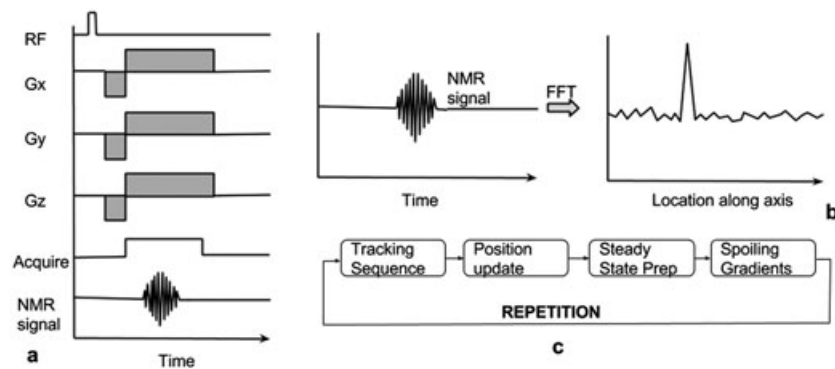 RF
Gx
Gy
Gz
Acquire
NMR
signal
Time
a
NMR
signal
FFT
Time
Location along axis
b
Tracking
Sequence
Position
update
Steady
State Prep
Spoiling
Gradients
REPETITION
c